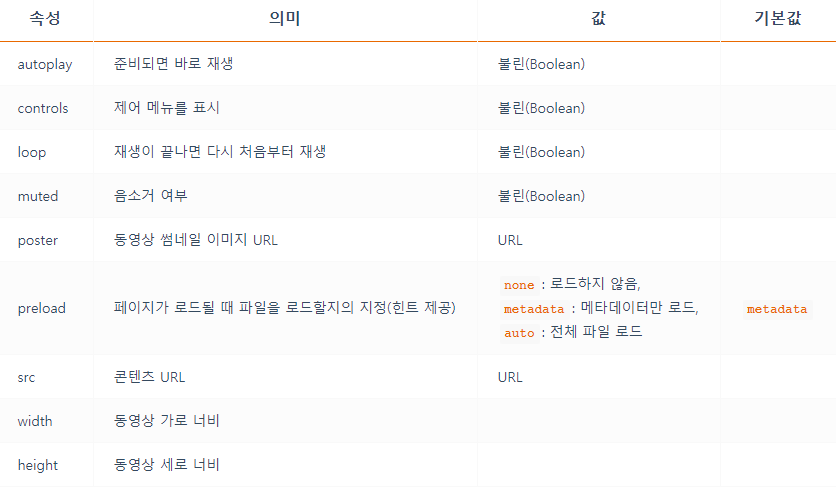 속성 의미 값 기본값
autoplay 준비되면 바로 재생 불린(Boolean)
controls 제어 메뉴를 표시 불린(Boolean)
loop 재생이 끝나면 다시 처음부터 재생 불린(Boolean)
muted 음소거 여부 불린(Boolean)
poster 동영상 썸네일 이미지 URL URL
none : 로드하지 않음,
preload 페이지가 로드될 때 파일을 로드할지의 지정(힌트 제공) metadata : 메타데이터만 로드, metadata
auto : 전체 파일 로드
src 콘텐츠 URL URL
width 동영상 가로 너비
height 동영상 세로 너비